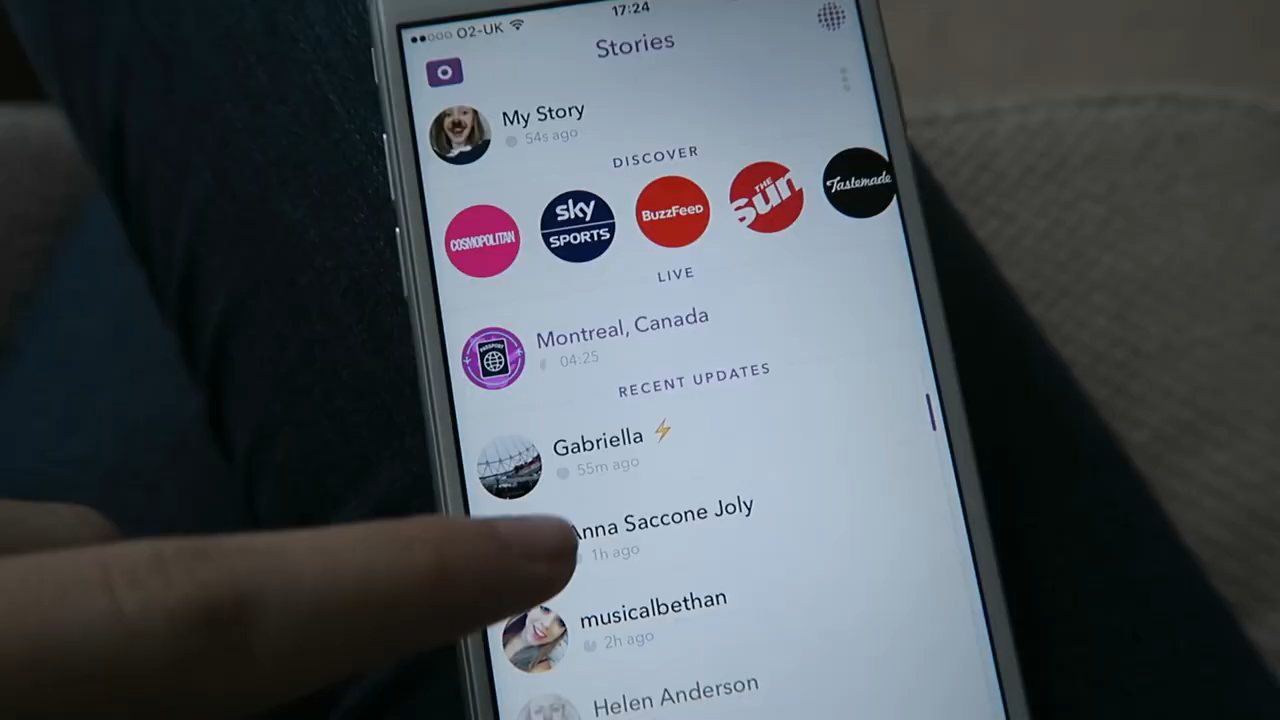 O2-UK 17:24
Stories
My Story
54s ago
DISCOVER
COSMOPOLITAN
sky
SPORTS
BuzzFeed
THE
Sun
Tastemade
LIVE
PASSPORT
Montreal, Canada
04:25
RECENT UPDATES
Gabriella ⚡
55m ago
Anna Saccone Joly
1h ago
musicalbethan
2h ago
Helen Anderson